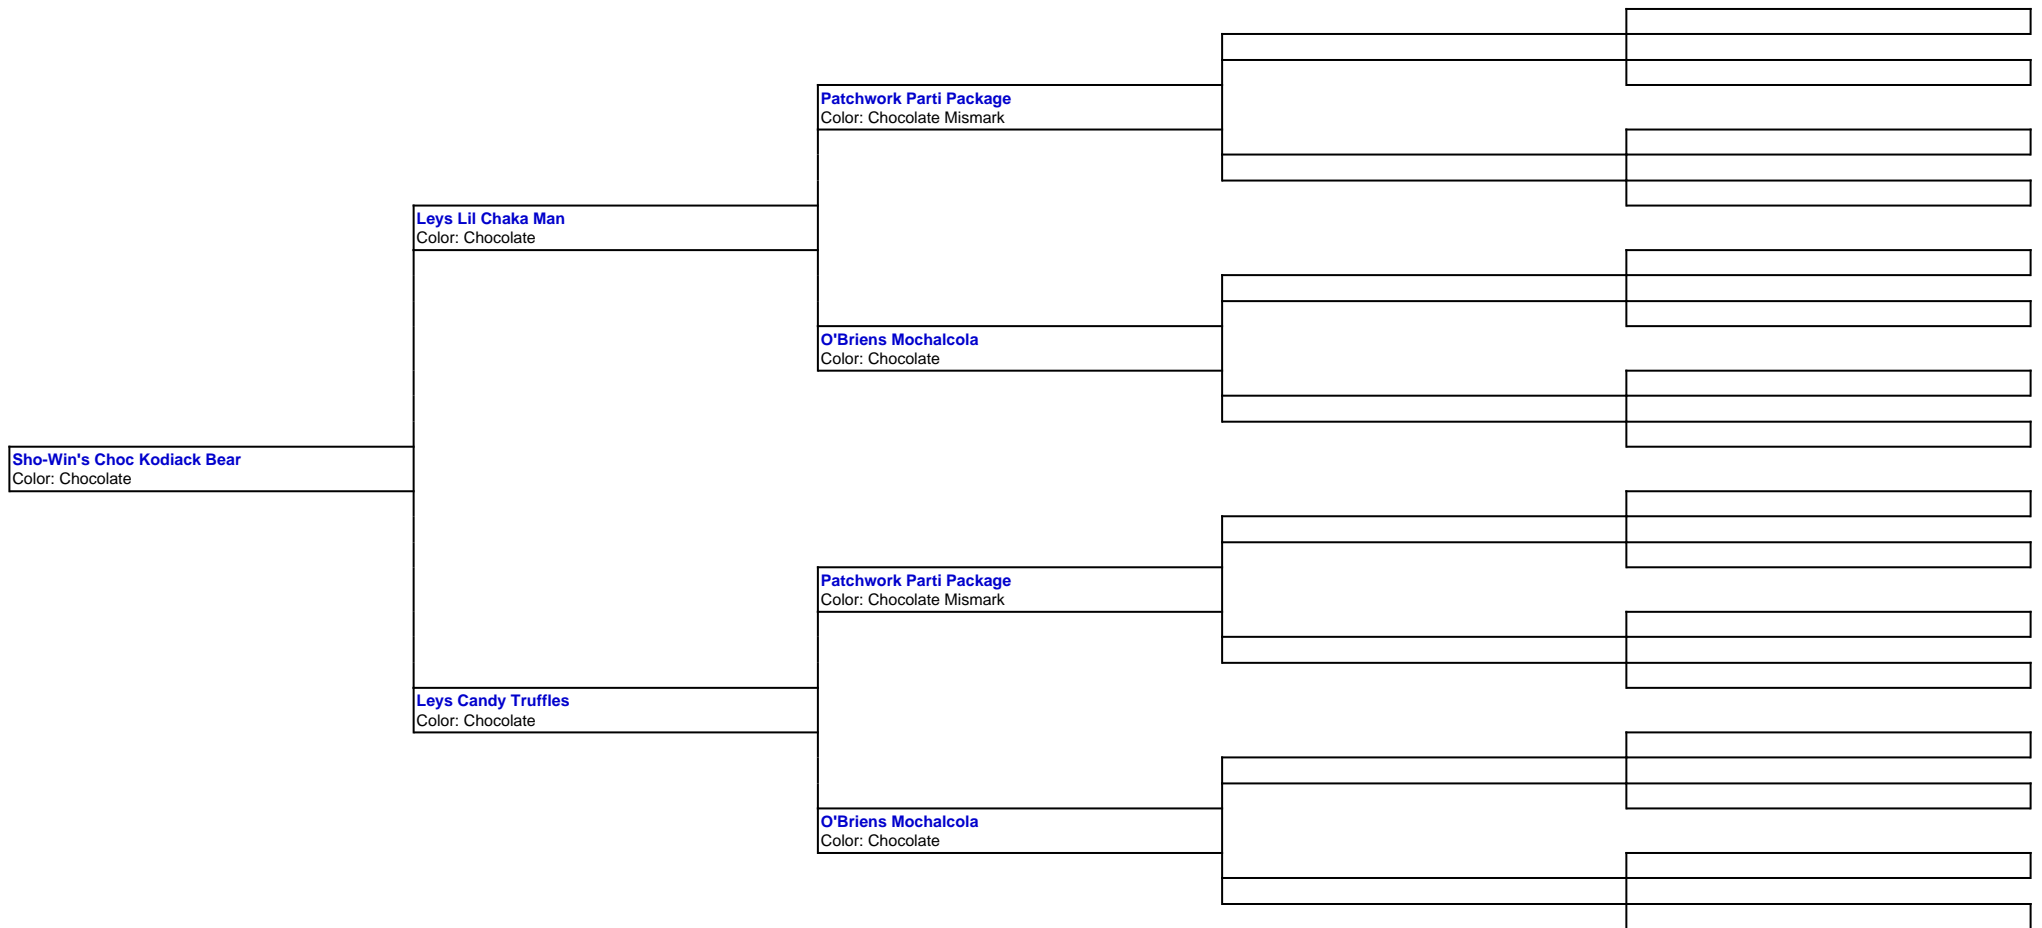 Patchwork Parti Package
Color: Chocolate Mismark
Leys Lil Chaka Man
Color: Chocolate
O'Briens Mochalcola
Color: Chocolate
Sho-Win's Choc Kodiack Bear
Color: Chocolate
Patchwork Parti Package
Color: Chocolate Mismark
Leys Candy Truffles
Color: Chocolate
O'Briens Mochalcola
Color: Chocolate